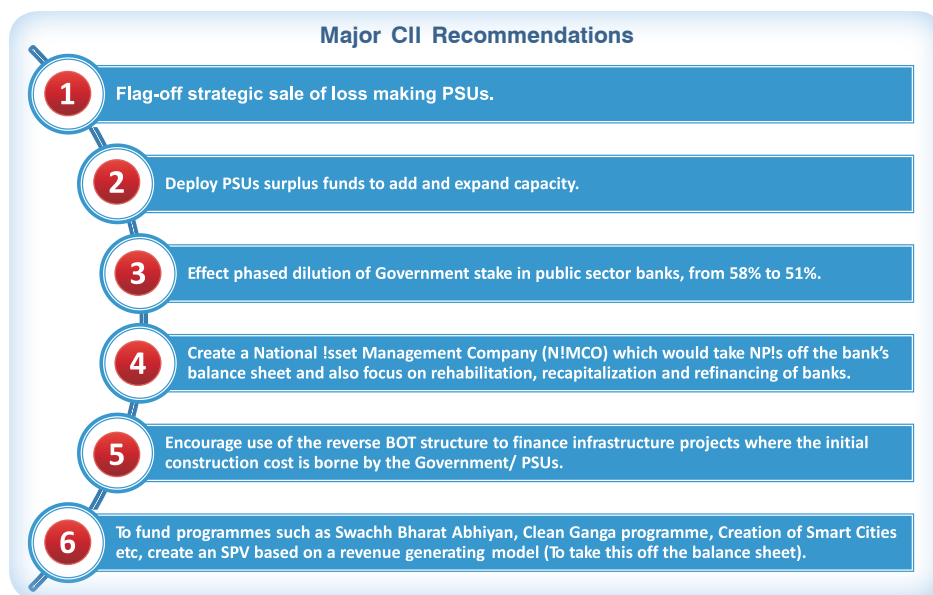 Major CII Recommendations
1
Flag-off strategic sale of loss making PSUs.
2
Deploy PSUs surplus funds to add and expand capacity.
3
Effect phased dilution of Government stake in public sector banks, from 58% to 51%.
4
Create a National !sset Management Company (N!MCO) which would take NP!s off the bank’s
balance sheet and also focus on rehabilitation, recapitalization and refinancing of banks.
5
Encourage use of the reverse BOT structure to finance infrastructure projects where the initial
construction cost is borne by the Government/ PSUs.
6
To fund programmes such as Swachh Bharat Abhiyan, Clean Ganga programme, Creation of Smart Cities
etc, create an SPV based on a revenue generating model (To take this off the balance sheet).